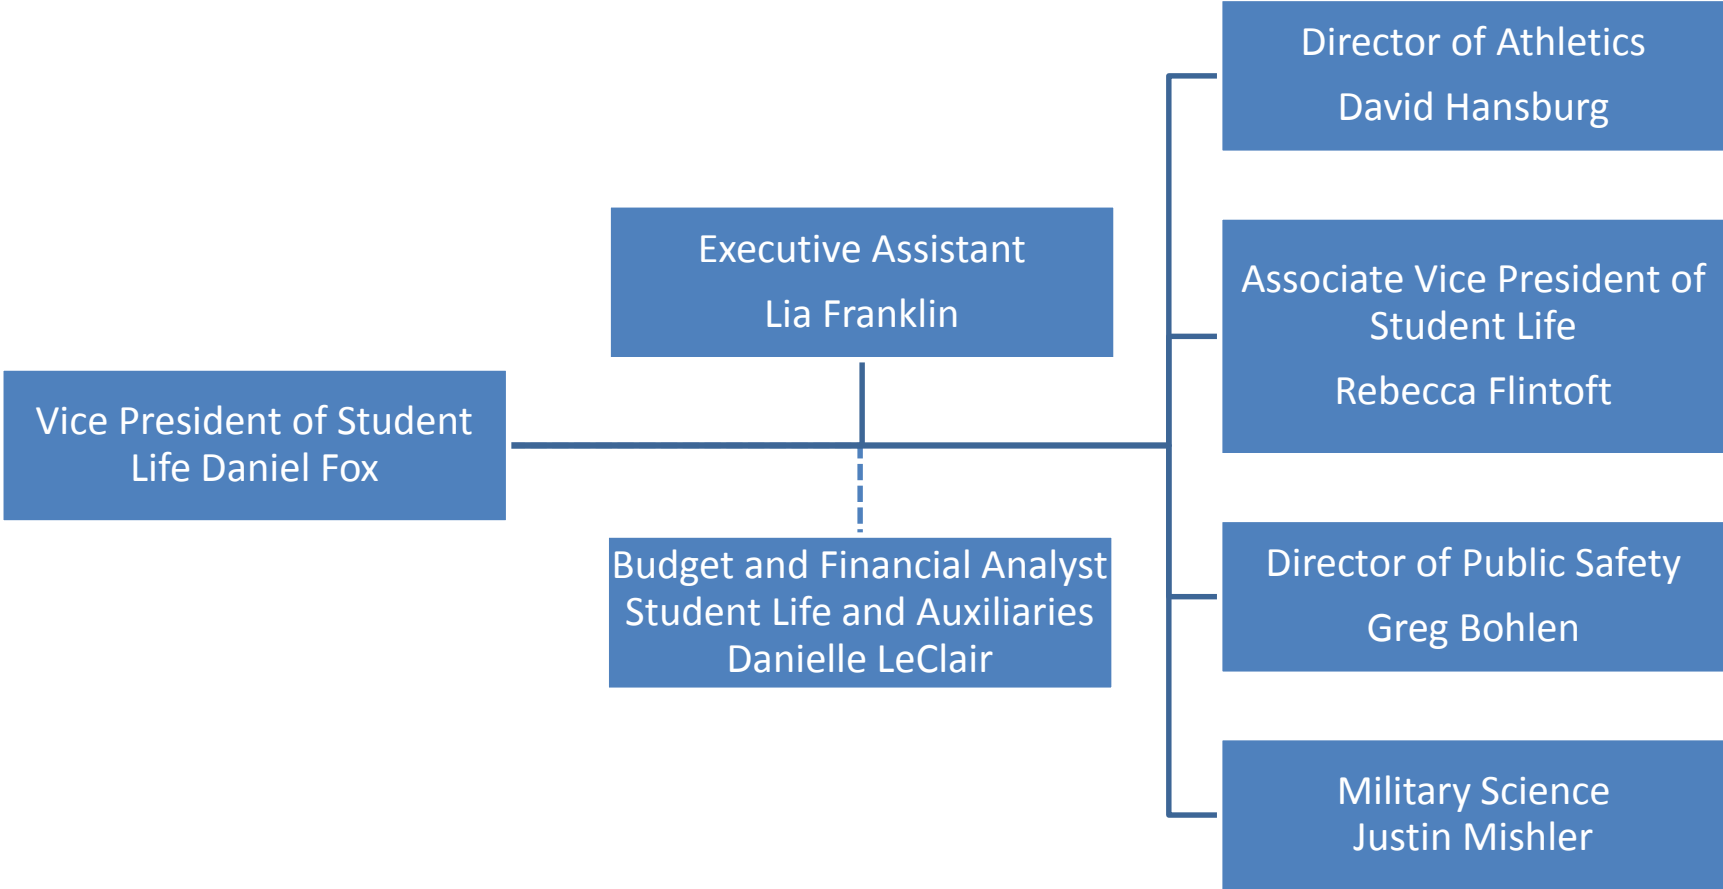 Vice President of Student
Life Daniel Fox
Executive Assistant
Lia Franklin
Budget and Financial Analyst
Student Life and Auxiliaries
Danielle LeClair
Director of Athletics
David Hansburg
Associate Vice President of
Student Life
Rebecca Flintoft
Director of Public Safety
Greg Bohlen
Military Science
Justin Mishler